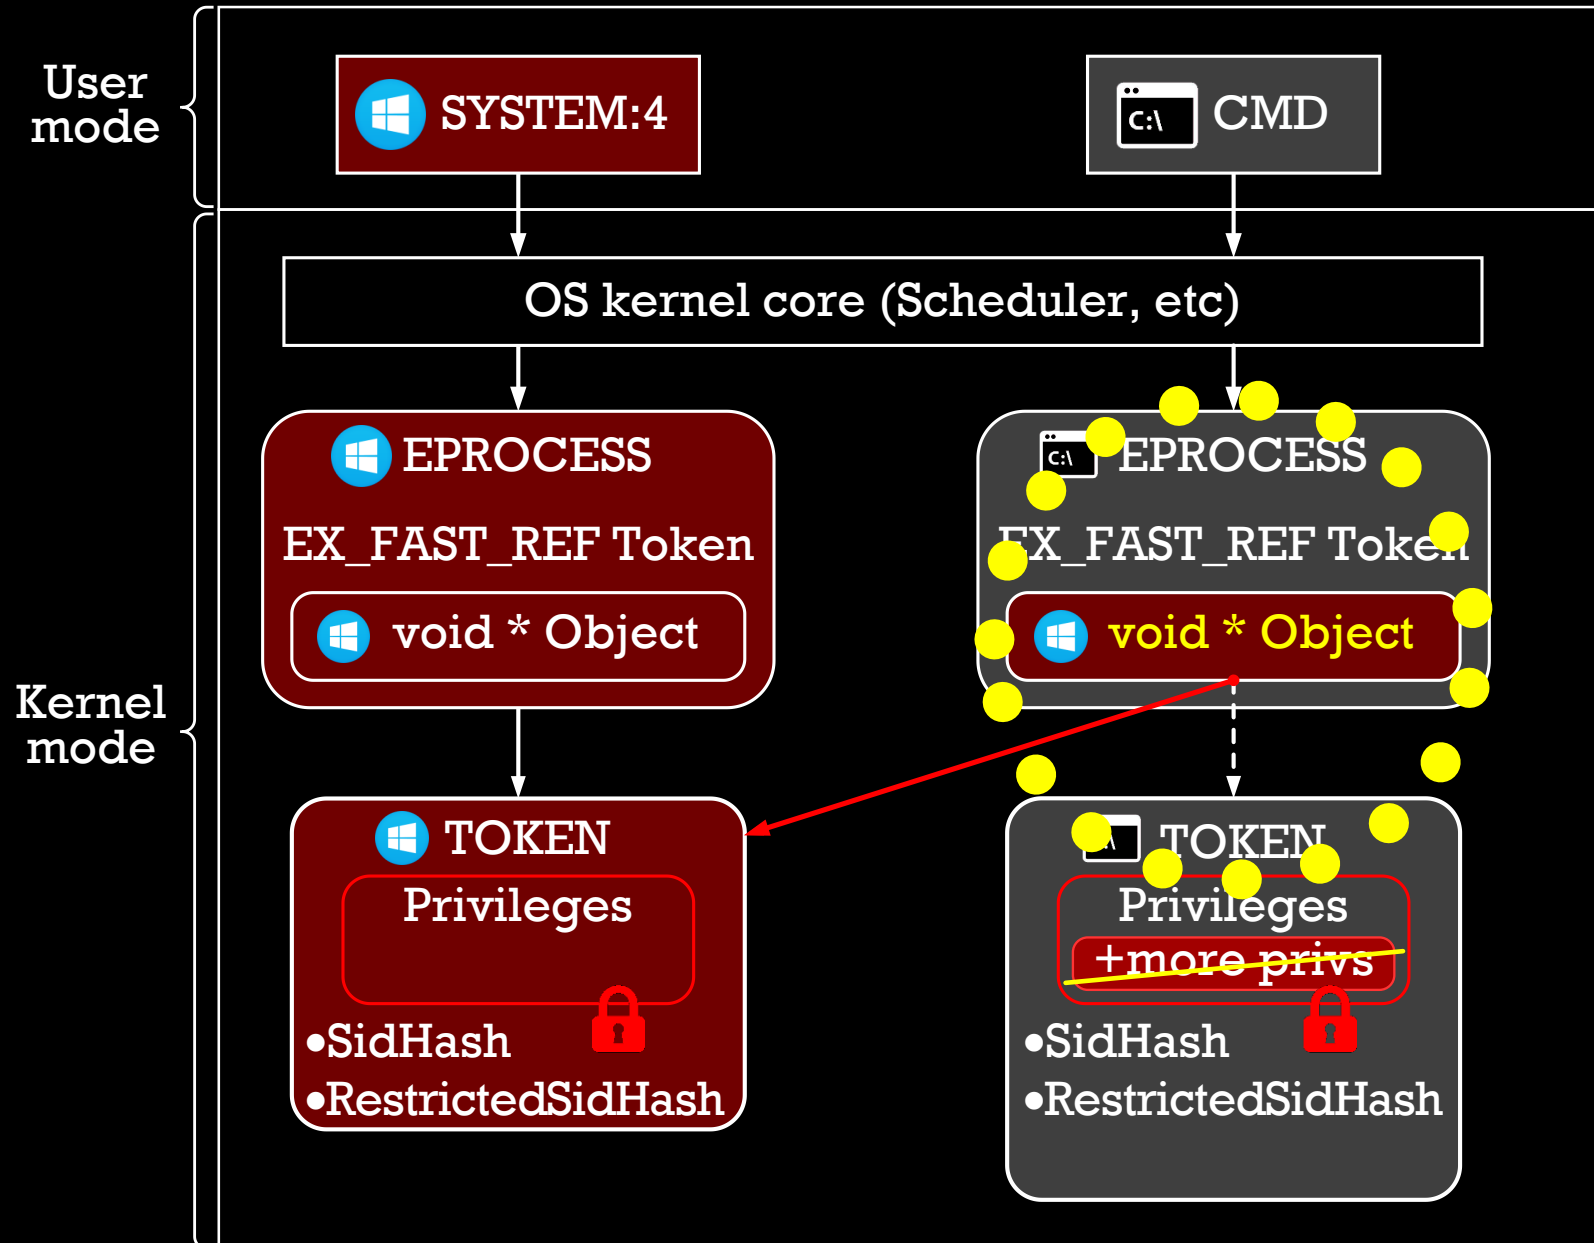 User
mode
SYSTEM:4
C:\ CMD
OS kernel core (Scheduler, etc)
EPROCESS
EX_FAST_REF Token
void * Object
C:\ EPROCESS
EX_FAST_REF Token
void * Object
Kernel
mode
TOKEN
Privileges
•SidHash
•RestrictedSidHash
TOKEN
Privileges
+more privs
•SidHash
•RestrictedSidHash